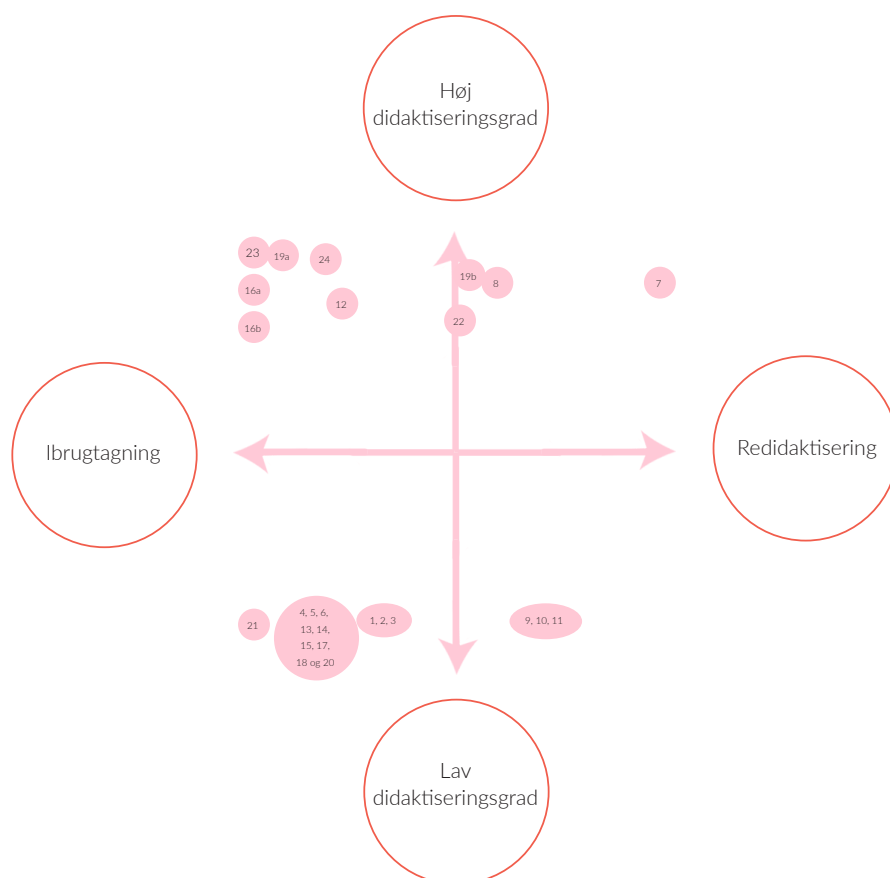 Høj
didaktiseringsgrad
23
19a
24
16a
12
16b
19b
8
22
7
Ibrugtagning
Redidaktisering
21
4, 5, 6,
13, 14,
15, 17,
18 og 20
1, 2, 3
9, 10, 11
Lav
didaktiseringsgrad